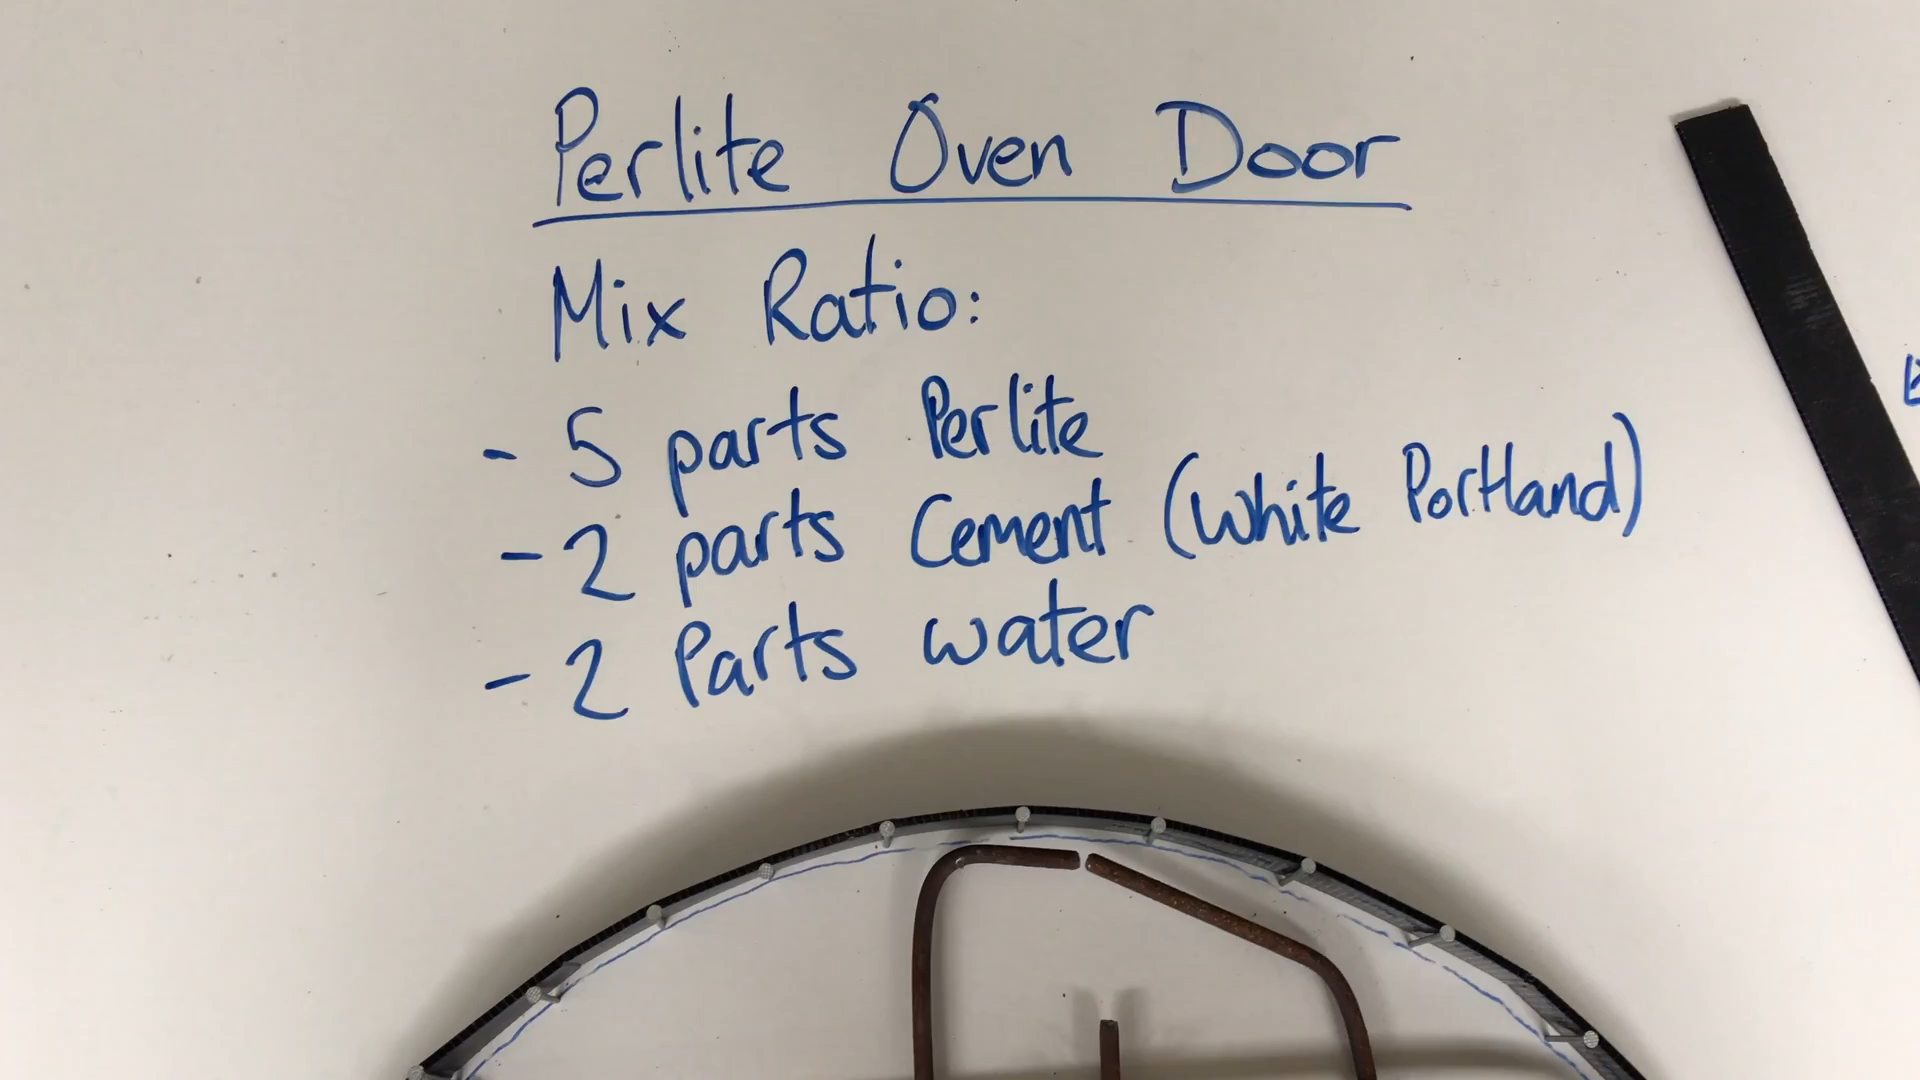 Perlite Oven Door
Mix Ratio:
- 5 parts Perlite
- 2 parts Cement (White Portland)
- 2 Parts water